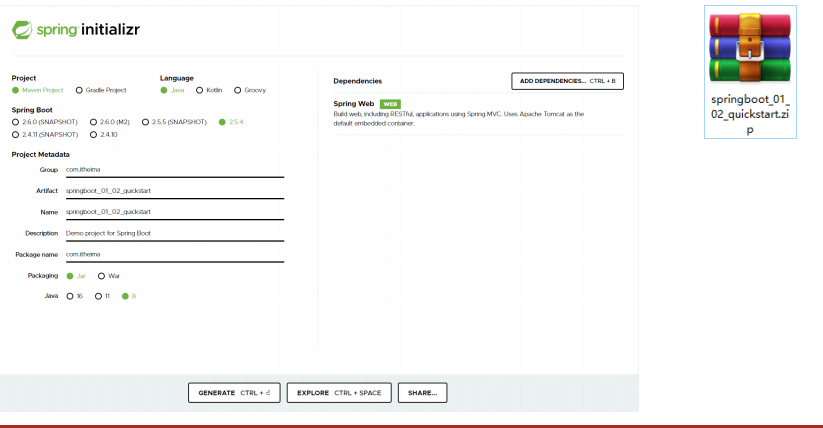 spring initializr
Project
Maven Project Gradle Project
Language
Java Kotlin Groovy
Spring Boot
2.6.0 (SNAPSHOT) 2.6.0 (M2) 2.5.5 (SNAPSHOT) 2.5.4
2.4.11 (SNAPSHOT) 2.4.10
Project Metadata
Group com.itheima
Artifact springboot_01_02_quickstart
Name springboot_01_02_quickstart
Description Demo project for Spring Boot
Package name com.itheima
Packaging Jar War
Java 16 11 8
Dependencies
ADD DEPENDENCIES... CTRL + B
Spring Web WEB
Build web, including RESTful, applications using Spring MVC. Uses Apache Tomcat as the
default embedded container.
GENERATE CTRL + ⏎ EXPLORE CTRL + SPACE SHARE...
springboot_01_
02_quickstart.zi
p